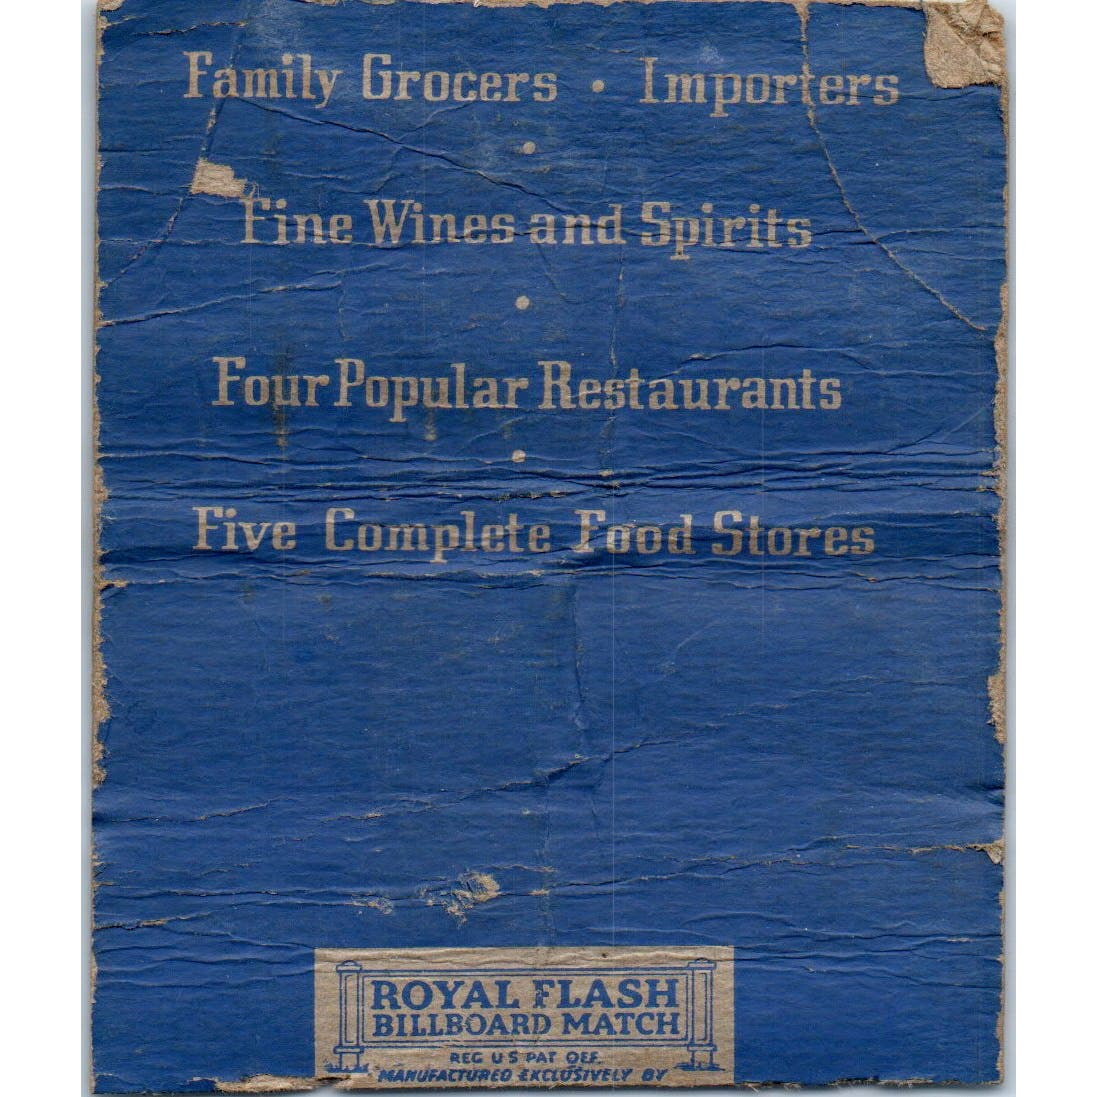 Family Grocers • Importers
•
Fine Wines and Spirits
•
Four Popular Restaurants
•
Five Complete Food Stores
ROYAL FLASH
BILLBOARD MATCH
REG U S PAT OFF.
MANUFACTURED EXCLUSIVELY BY